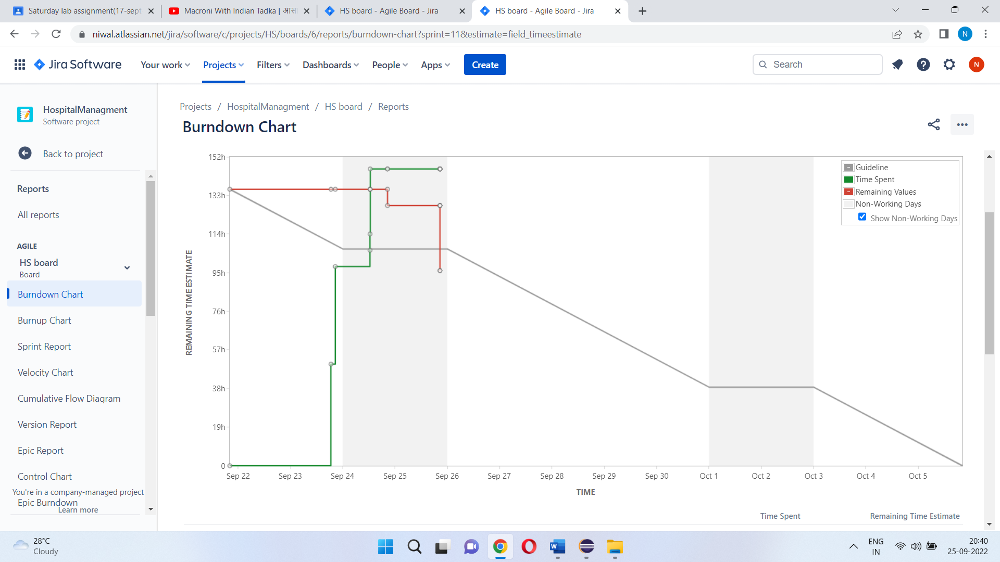 Saturday lab assignment(17-sept
Macroni With Indian Tadka | आसा
HS board - Agile Board - Jira
HS board - Agile Board - Jira
niwal.atlassian.net/jira/software/c/projects/HS/boards/6/reports/burndown-chart?sprint=11&estimate=field_timeestimate
N
Jira Software
Your work
Projects
Filters
Dashboards
People
Apps
Create
Search
N
HospitalManagment
Software project
Back to project
Reports
All reports
AGILE
HS board
Board
Burndown Chart
Burnup Chart
Sprint Report
Velocity Chart
Cumulative Flow Diagram
Version Report
Epic Report
Control Chart
You're in a company-managed project
Epic Burndown
Learn more
Projects / HospitalManagment / HS board / Reports
Burndown Chart
152h
133h
114h
95h
76h
57h
38h
19h
0
REMAINING TIME ESTIMATE
Guideline
Time Spent
Remaining Values
Non-Working Days
Show Non-Working Days
Sep 22 Sep 23 Sep 24 Sep 25 Sep 26 Sep 27 Sep 28 Sep 29 Sep 30 Oct 1 Oct 2 Oct 3 Oct 4 Oct 5
TIME
Time Spent Remaining Time Estimate
28°C
Cloudy
ENG
IN
20:40
25-09-2022